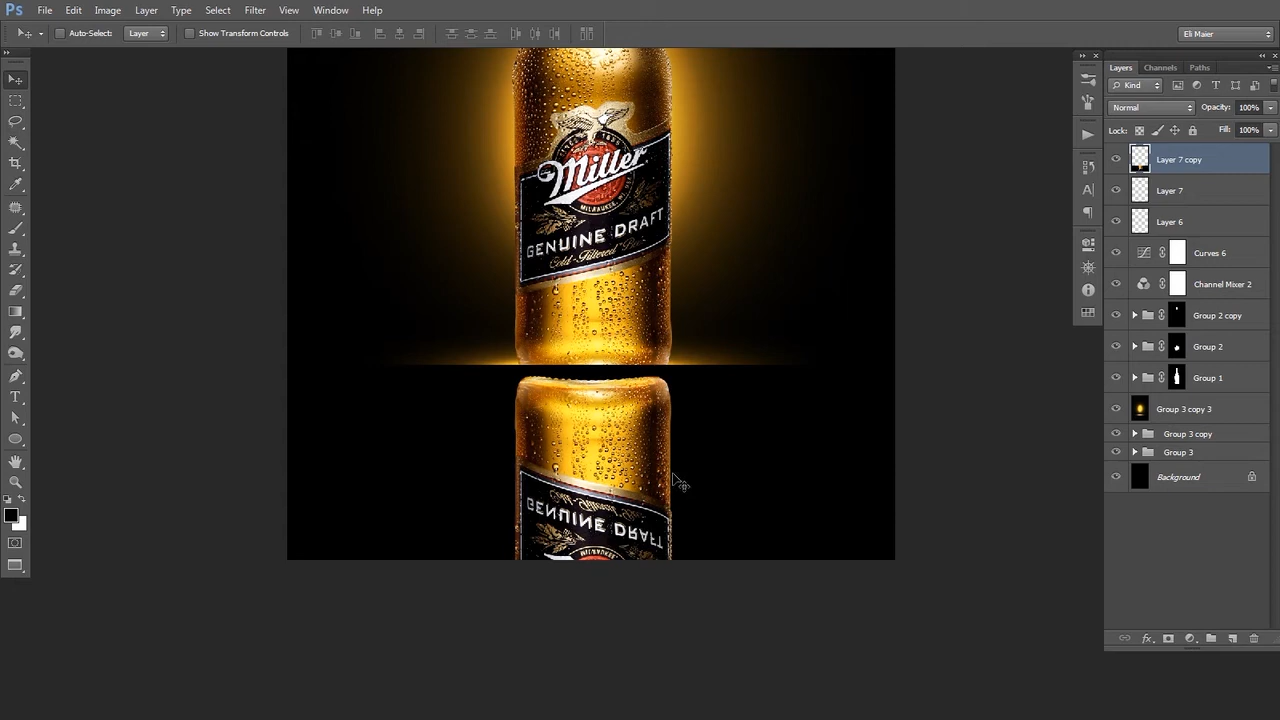 Ps File Edit Image Layer Type Select Filter View Window Help
Auto-Select: Layer Show Transform Controls Eli Maier
Layers Channels Paths
Kind
Normal Opacity: 100%
Lock: Fill: 100%
Layer 7 copy
Layer 7
Layer 6
Curves 6
Channel Mixer 2
Group 2 copy
Group 2
Group 1
Group 3 copy 3
Group 3 copy
Group 3
Background
fx
Miller
GENUINE DRAFT
Cold-Filtered
GENUINE DRAFT